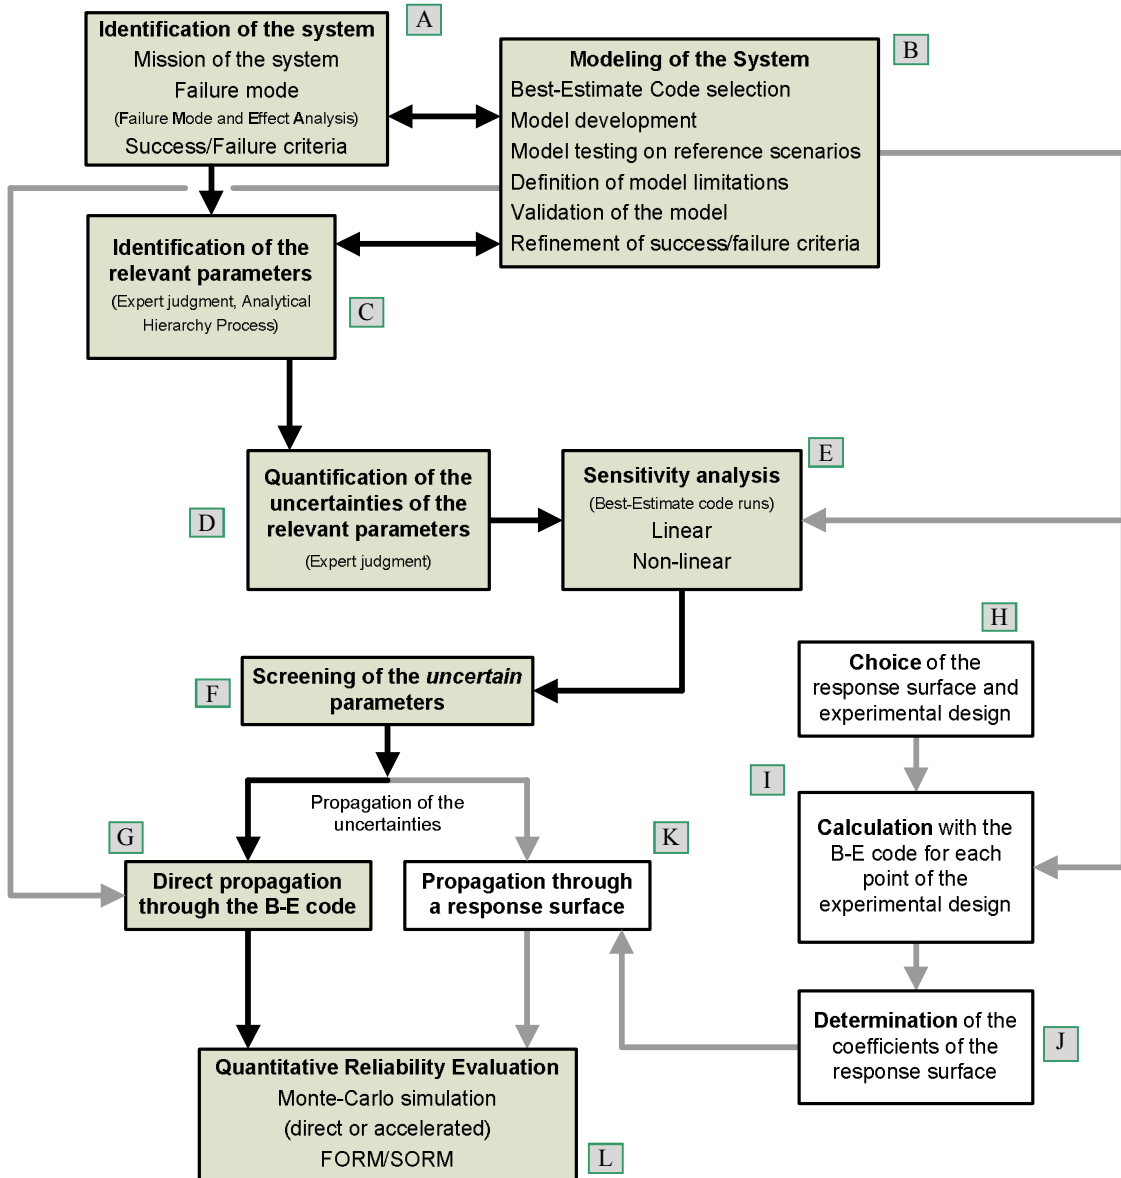 A
Identification of the system
Mission of the system
Failure mode
(Failure Mode and Effect Analysis)
Success/Failure criteria
B
Modeling of the System
Best-Estimate Code selection
Model development
Model testing on reference scenarios
Definition of model limitations
Validation of the model
Refinement of success/failure criteria
Identification of the
relevant parameters
(Expert judgment, Analytical
Hierarchy Process)
C
D
Quantification of the
uncertainties of the
relevant parameters
(Expert judgment)
E
Sensitivity analysis
(Best-Estimate code runs)
Linear
Non-linear
F
Screening of the uncertain
parameters
H
Choice of the
response surface and
experimental design
Propagation of the
uncertainties
I
Calculation with the
B-E code for each
point of the
experimental design
G
Direct propagation
through the B-E code
K
Propagation through
a response surface
Determination of the
coefficients of the
response surface
J
Quantitative Reliability Evaluation
Monte-Carlo simulation
(direct or accelerated)
FORM/SORM
L